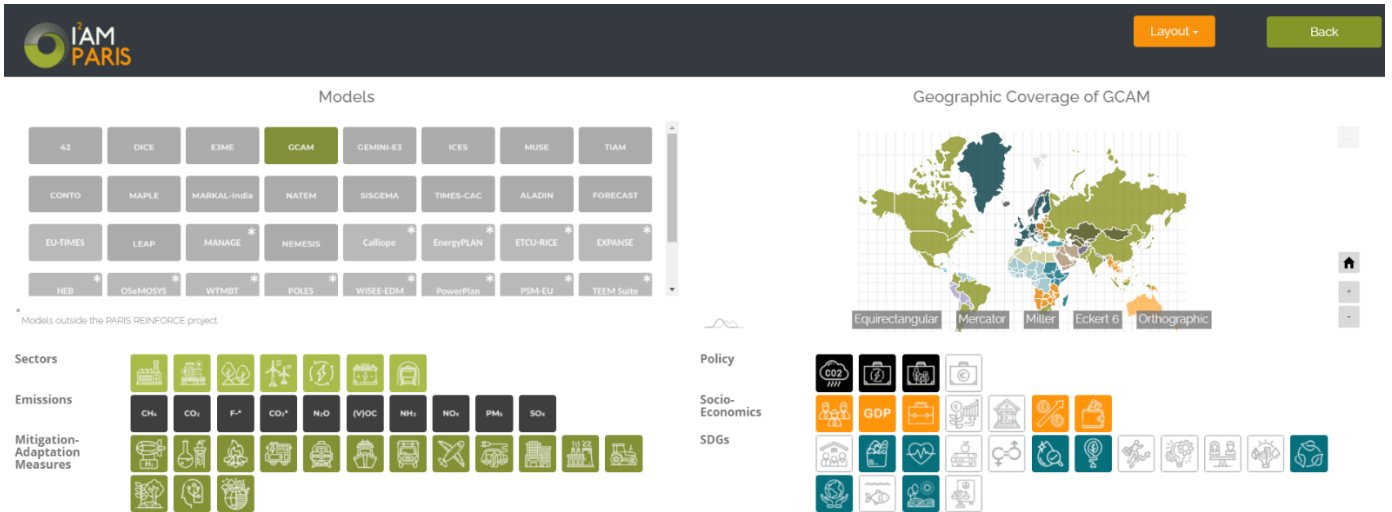 I²AM
PARIS
Layout
Back
Models
Geographic Coverage of GCAM
42 DICE E3ME GCAM GEMINI-E3 ICES MUSE TIAM
CONTO MAPLE MARKAL-India NATEM SISGEMA TIMES-CAC ALADIN FORECAST
EU-TIMES LEAP MANAGE * NEMESIS Calliope * EnergyPLAN * ETCU-RICE * EXPANSE *
HEB * OSeMOSYS * WTMBT * POLES * WISEE-EDM * PowerPlan * PSM-EU * TEEM Suite *
* Models outside the PARIS REINFORCE project
Equirectangular Mercator Miller Eckert 6 Orthographic
+
-
Sectors
Emissions
CH₄ CO₂ F-* CO₂* N₂O (V)OC NH₃ NOₓ PMₛ SOₓ
Mitigation-
Adaptation
Measures
H₂
Policy
CO2
Socio-
Economics
GDP
SDGs